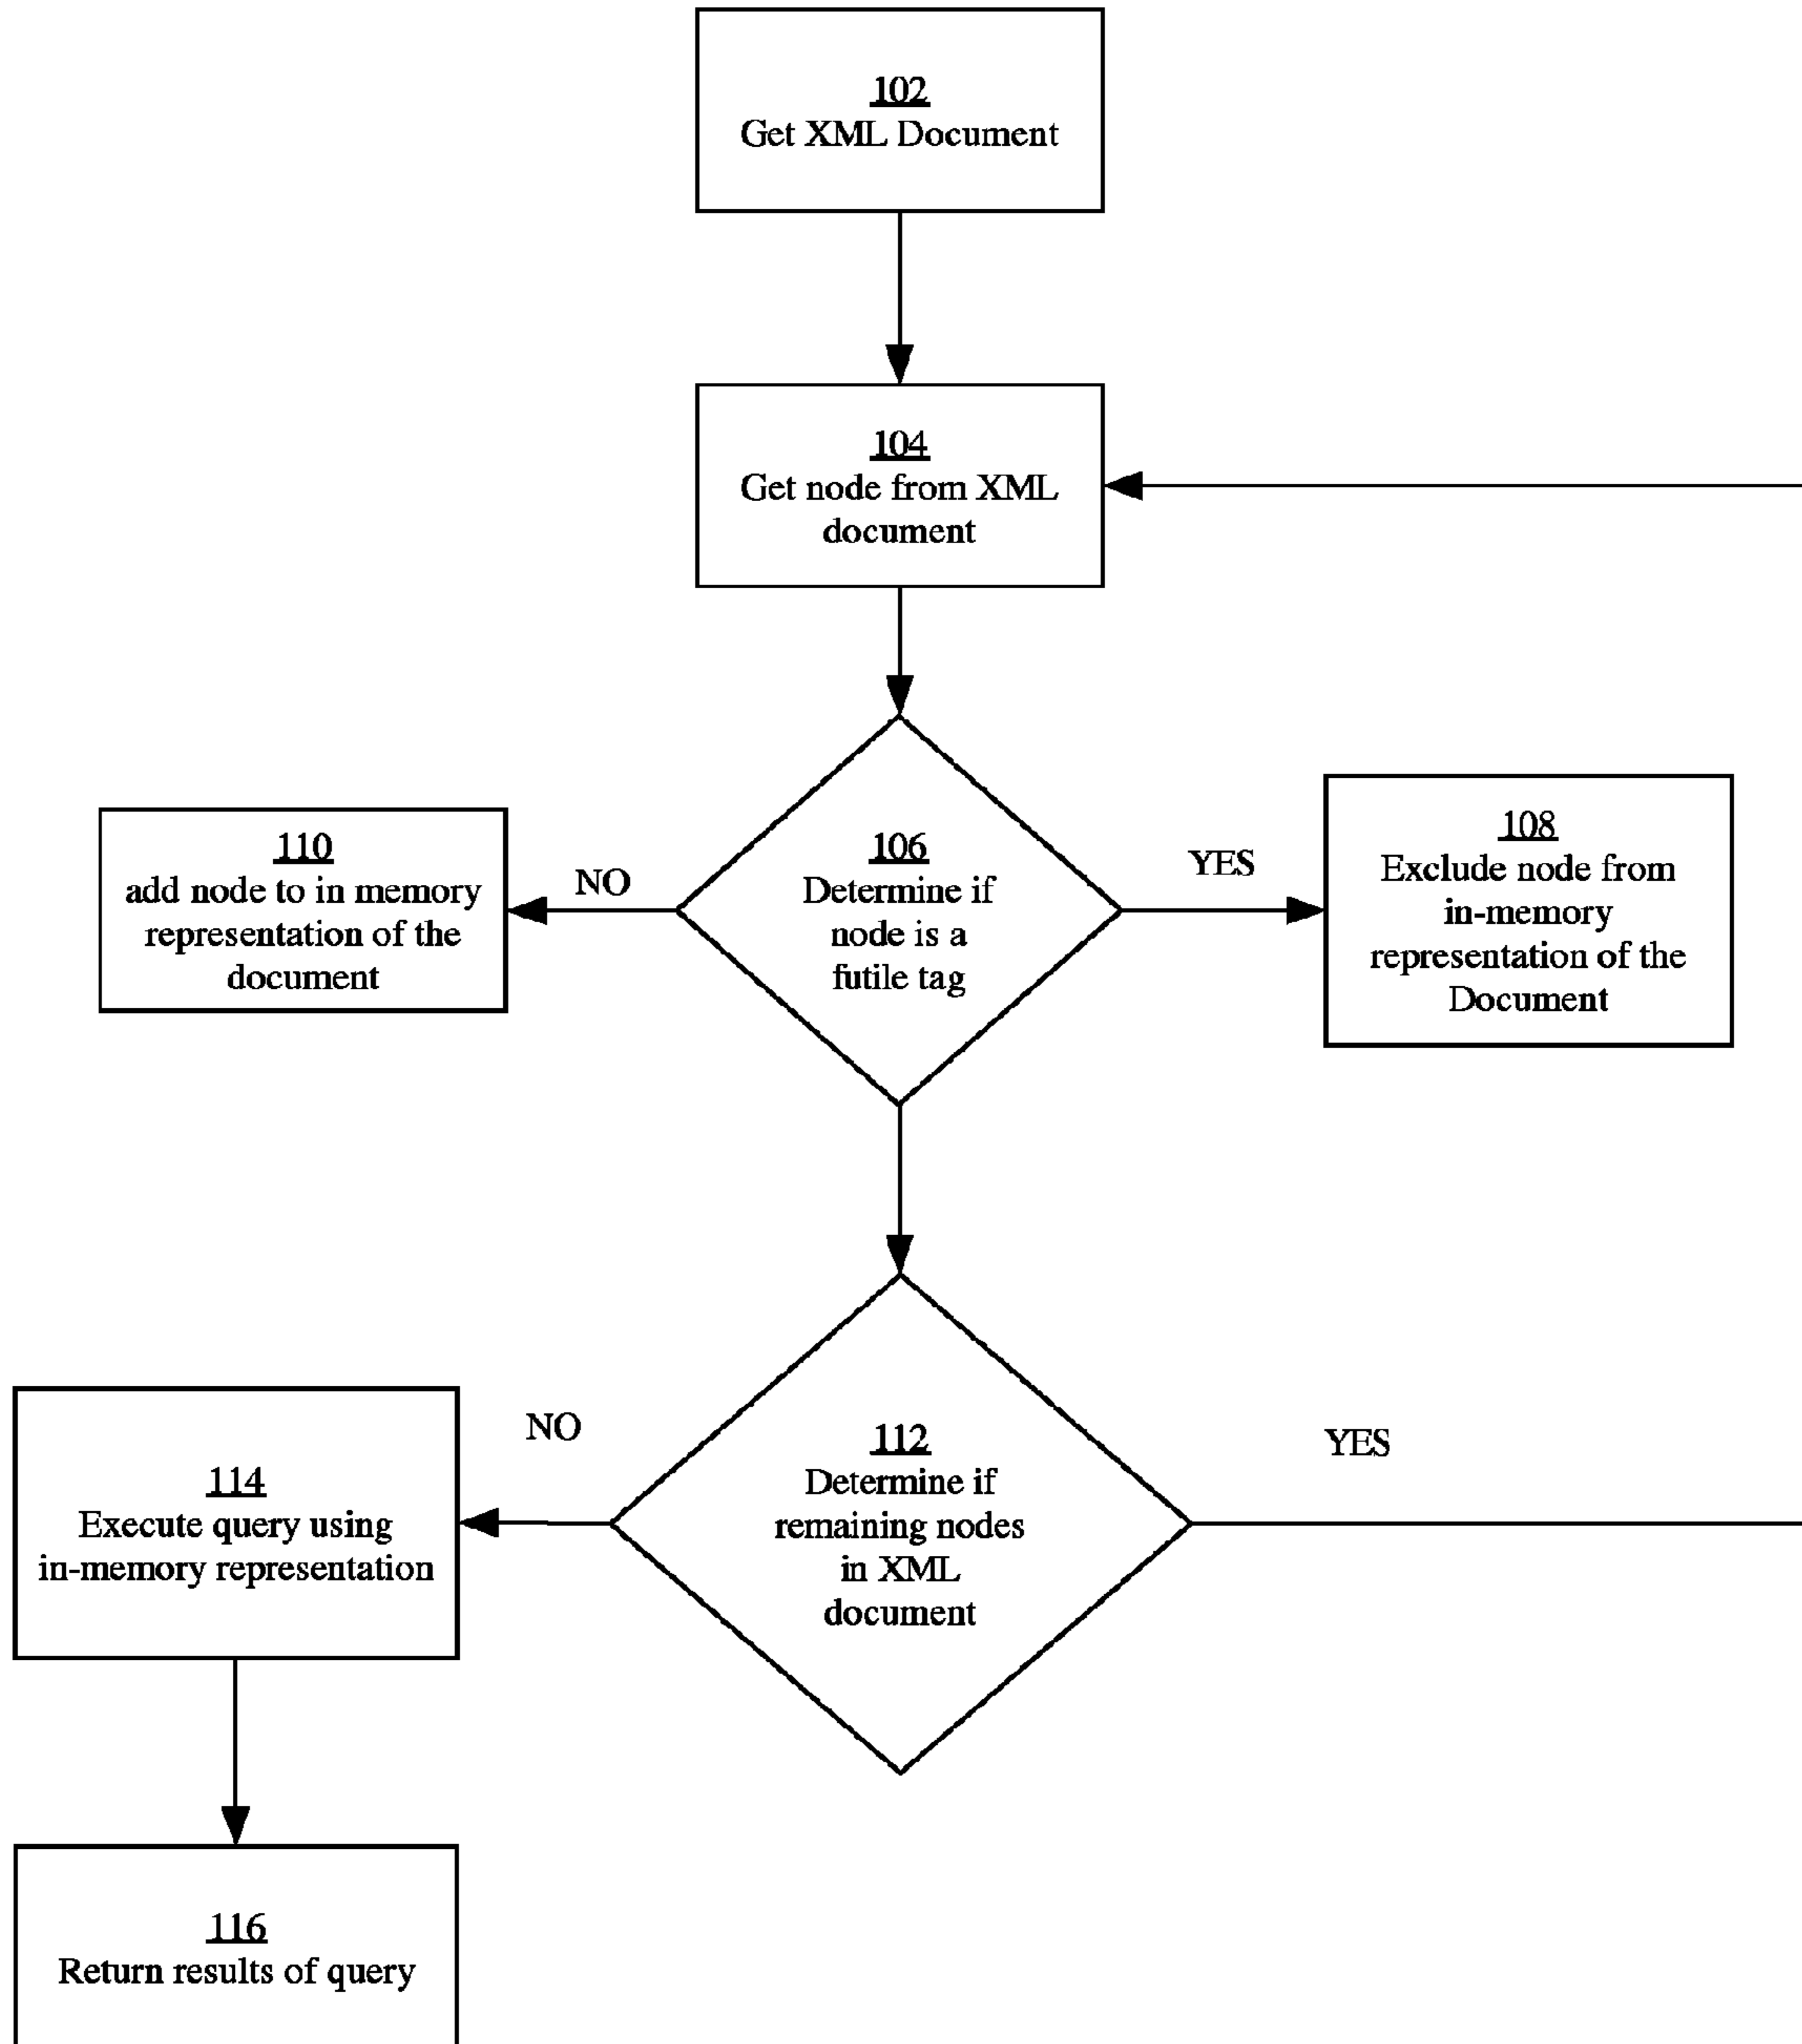 102
Get XML Document
104
Get node from XML
document
106
Determine if
node is a
futile tag
NO
YES
110
add node to in memory
representation of the
document
108
Exclude node from
in-memory
representation of the
Document
112
Determine if
remaining nodes
in XML
document
NO
YES
114
Execute query using
in-memory representation
116
Return results of query